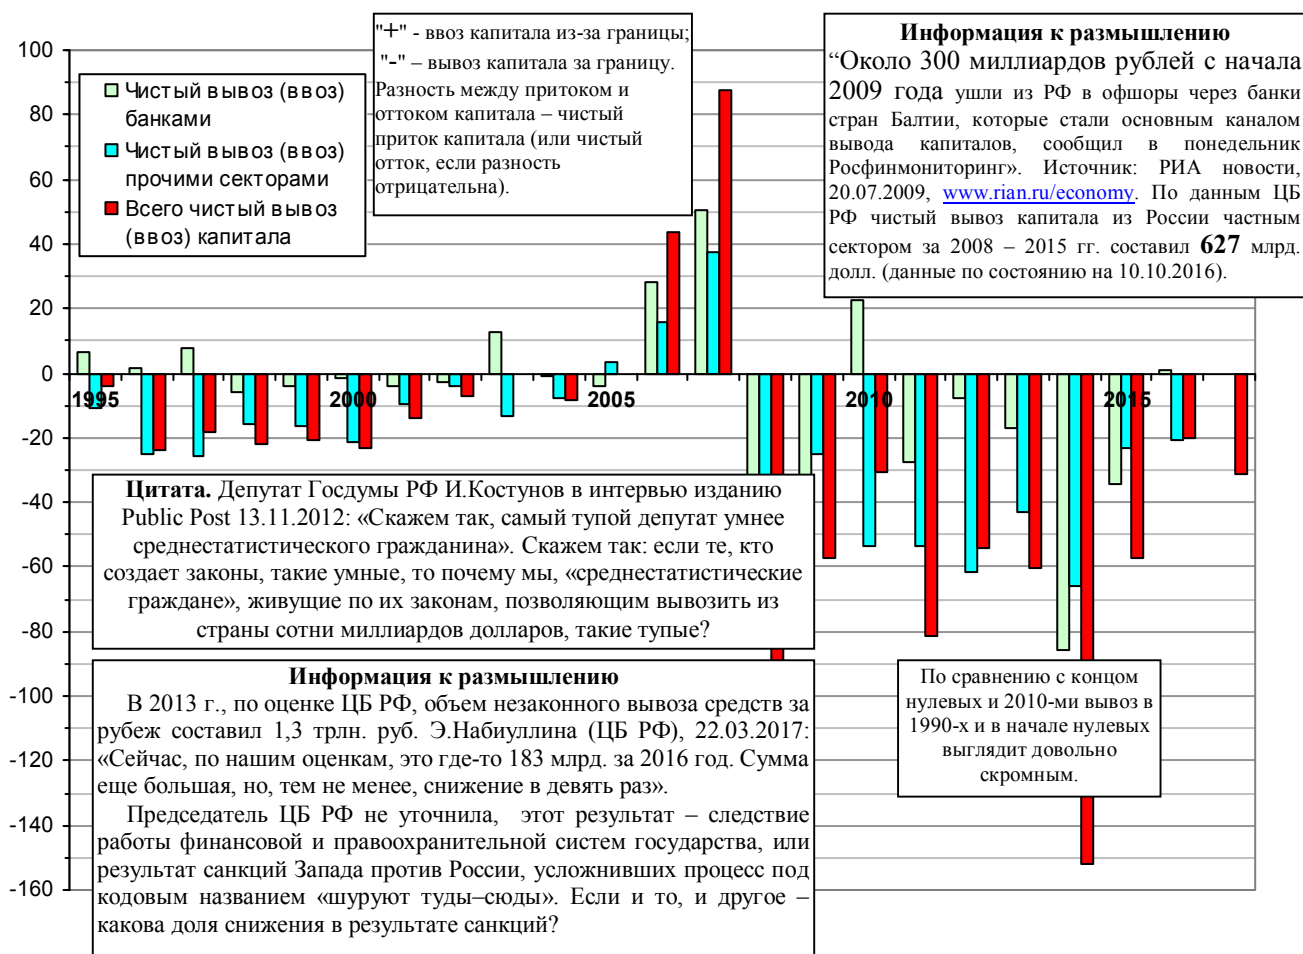 "+" - ввоз капитала из-за границы;
"-" – вывоз капитала за границу.
Разность между притоком и
оттоком капитала – чистый
приток капитала (или чистый
отток, если разность
отрицательна).
Информация к размышлению
“Около 300 миллиардов рублей с начала
2009 года ушли из РФ в офшоры через банки
стран Балтии, которые стали основным каналом
вывода капиталов, сообщил в понедельник
Росфинмониторинг». Источник: РИА новости,
20.07.2009, www.rian.ru/economy. По данным ЦБ
РФ чистый вывоз капитала из России частным
сектором за 2008 – 2015 гг. составил 627 млрд.
долл. (данные по состоянию на 10.10.2016).
Чистый вывоз (ввоз)
банками
Чистый вывоз (ввоз)
прочими секторами
Всего чистый вывоз
(ввоз) капитала
100
80
60
40
20
0
-20
-40
-60
-80
-100
-120
-140
-160
1995
2000
2005
2010
2015
Цитата. Депутат Госдумы РФ И.Костунов в интервью изданию
Public Post 13.11.2012: «Скажем так, самый тупой депутат умнее
среднестатистического гражданина». Скажем так: если те, кто
создает законы, такие умные, то почему мы, «среднестатистические
граждане», живущие по их законам, позволяющим вывозить из
страны сотни миллиардов долларов, такие тупые?
Информация к размышлению
В 2013 г., по оценке ЦБ РФ, объем незаконного вывоза средств за
рубеж составил 1,3 трлн. руб. Э.Набиуллина (ЦБ РФ), 22.03.2017:
«Сейчас, по нашим оценкам, это где-то 183 млрд. за 2016 год. Сумма
еще большая, но, тем не менее, снижение в девять раз».
Председатель ЦБ РФ не уточнила, этот результат – следствие
работы финансовой и правоохранительной систем государства, или
результат санкций Запада против России, усложнивших процесс под
кодовым названием «шуруют туды–сюды». Если и то, и другое –
какова доля снижения в результате санкций?
По сравнению с концом
нулевых и 2010-ми вывоз в
1990-х и в начале нулевых
выглядит довольно
скромным.